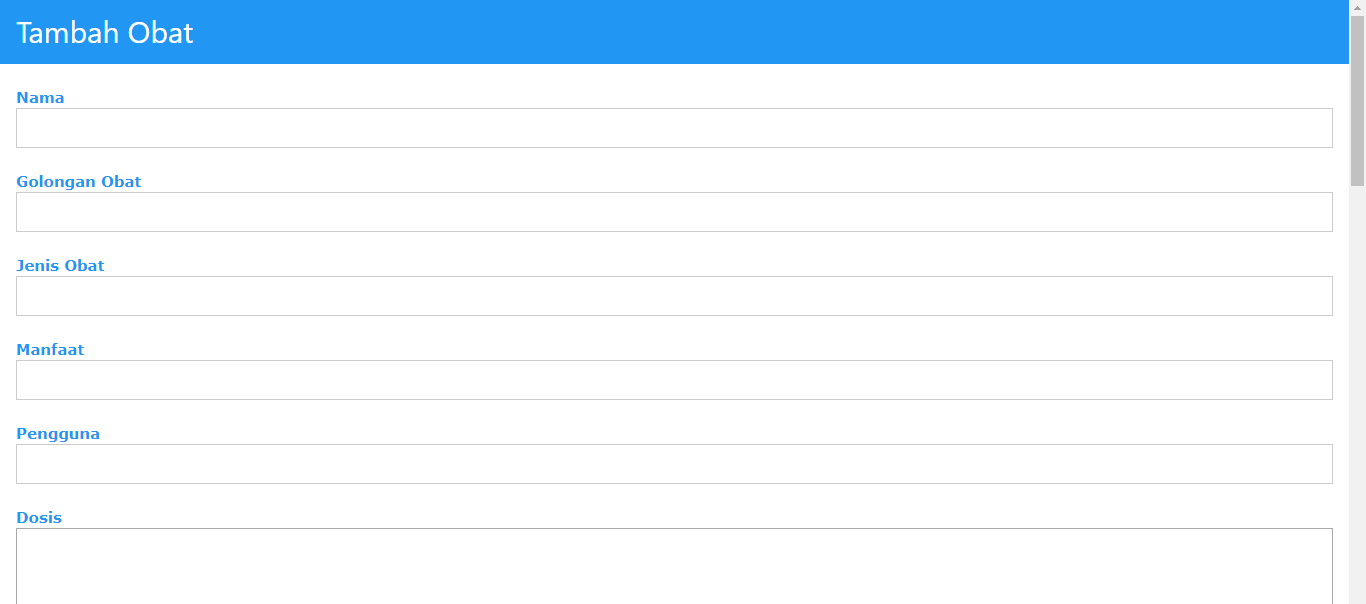 Tambah Obat
Nama
Golongan Obat
Jenis Obat
Manfaat
Pengguna
Dosis